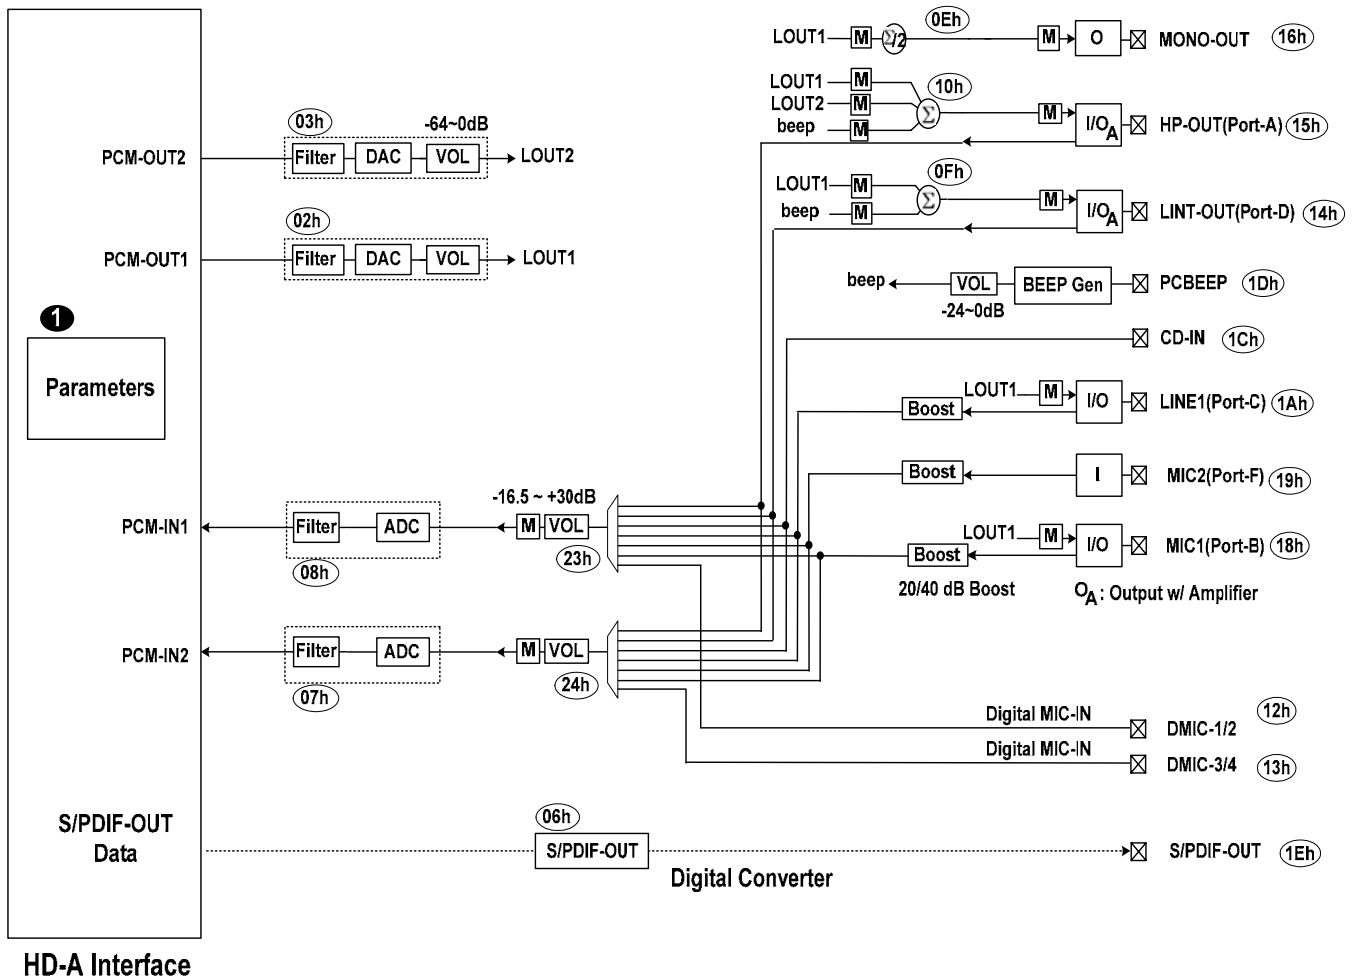 LOUT1 M Σ/2 0Eh M O MONO-OUT 16h
LOUT1 M
LOUT2 M Σ 10h M I/OA HP-OUT(Port-A) 15h
beep M
03h -64~0dB
PCM-OUT2 Filter DAC VOL LOUT2
LOUT1 M 0Fh
beep M Σ M I/OA LINT-OUT(Port-D) 14h
02h
PCM-OUT1 Filter DAC VOL LOUT1
beep VOL BEEP Gen PCBEEP 1Dh
-24~0dB
1
Parameters
CD-IN 1Ch
LOUT1 M
Boost I/O LINE1(Port-C) 1Ah
Boost I MIC2(Port-F) 19h
-16.5 ~ +30dB
PCM-IN1 Filter ADC M VOL
08h 23h
LOUT1 M
Boost I/O MIC1(Port-B) 18h
20/40 dB Boost
OA : Output w/ Amplifier
PCM-IN2 Filter ADC M VOL
07h 24h
Digital MIC-IN DMIC-1/2 12h
Digital MIC-IN DMIC-3/4 13h
S/PDIF-OUT
Data
06h
S/PDIF-OUT S/PDIF-OUT 1Eh
Digital Converter
HD-A Interface